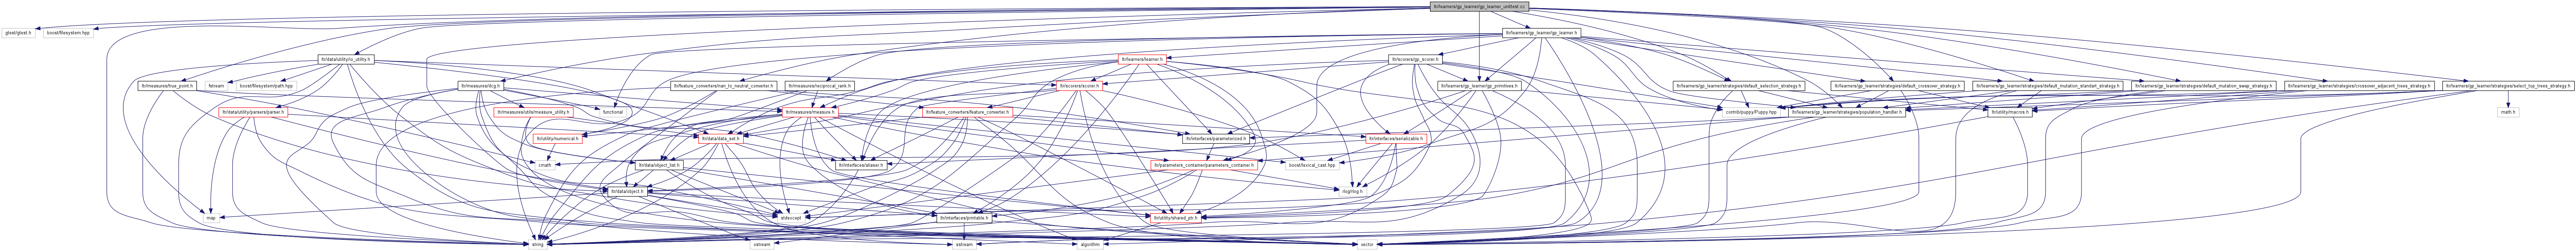 ltr/learners/gp_learner/gp_learner_unittest.cc
gtest/gtest.h
boost/filesystem.hpp
ltr/learners/gp_learner/gp_learner.h
ltr/data/utility/io_utility.h
ltr/learners/learner.h
ltr/scorers/gp_scorer.h
ltr/measures/true_point.h
fstream
boost/filesystem/path.hpp
ltr/measures/dcg.h
ltr/feature_converters/nan_to_neutral_converter.h
ltr/measures/reciprocal_rank.h
ltr/scorers/scorer.h
ltr/learners/gp_learner/gp_primitives.h
ltr/learners/gp_learner/strategies/default_selection_strategy.h
ltr/learners/gp_learner/strategies/default_crossover_strategy.h
ltr/learners/gp_learner/strategies/default_mutation_standart_strategy.h
ltr/learners/gp_learner/strategies/default_mutation_swap_strategy.h
ltr/learners/gp_learner/strategies/crossover_adjacent_trees_strategy.h
ltr/learners/gp_learner/strategies/select_top_trees_strategy.h
ltr/data/utility/parsers/parser.h
ltr/measures/utils/measure_utility.h
functional
ltr/measures/measure.h
ltr/feature_converters/feature_converter.h
contrib/puppy/Puppy.hpp
ltr/learners/gp_learner/strategies/population_handler.h
ltr/utility/macros.h
math.h
ltr/utility/numerical.h
ltr/data/data_set.h
ltr/interfaces/parameterized.h
ltr/interfaces/serializable.h
cmath
ltr/data/object_list.h
ltr/interfaces/aliaser.h
ltr/parameters_container/parameters_container.h
boost/lexical_cast.hpp
ltr/data/object.h
rlog/rlog.h
map
stdexcept
ltr/interfaces/printable.h
ltr/utility/shared_ptr.h
string
iostream
sstream
algorithm
vector